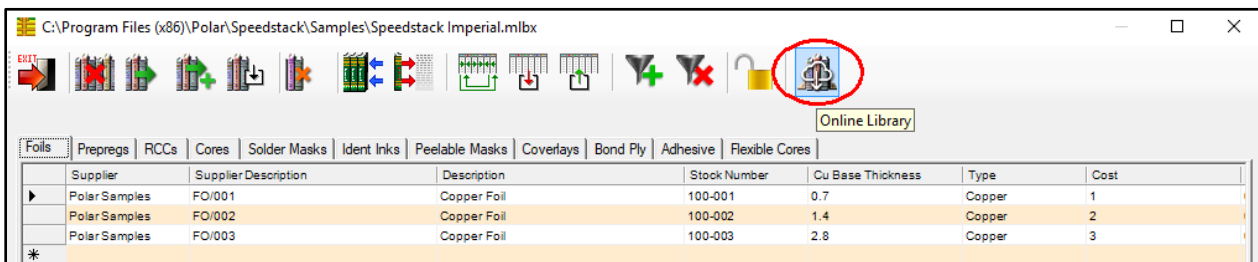 C:\Program Files (x86)\Polar\Speedstack\Samples\Speedstack Imperial.mlbx
EXIT
Online Library
Foils Prepregs RCCs Cores Solder Masks Ident Inks Peelable Masks Coverlays Bond Ply Adhesive Flexible Cores
Supplier Supplier Description Description Stock Number Cu Base Thickness Type Cost
Polar Samples FO/001 Copper Foil 100-001 0.7 Copper 1
Polar Samples FO/002 Copper Foil 100-002 1.4 Copper 2
Polar Samples FO/003 Copper Foil 100-003 2.8 Copper 3